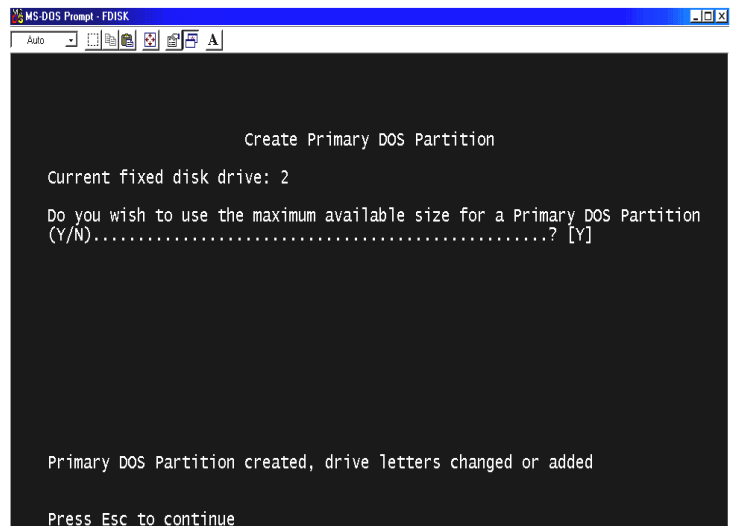 MS-DOS Prompt - FDISK
Auto
A
Create Primary DOS Partition
Current fixed disk drive: 2
Do you wish to use the maximum available size for a Primary DOS Partition
(Y/N)...................................................? [Y]
Primary DOS Partition created, drive letters changed or added
Press Esc to continue